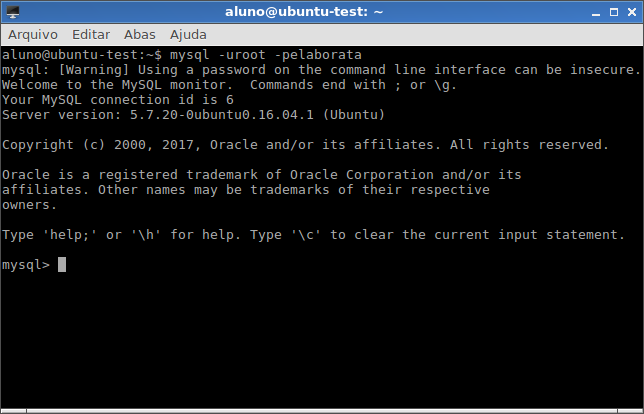 aluno@ubuntu-test: ~
Arquivo Editar Abas Ajuda
aluno@ubuntu-test:~$ mysql -uroot -pelaborata
mysql: [Warning] Using a password on the command line interface can be insecure.
Welcome to the MySQL monitor.  Commands end with ; or \g.
Your MySQL connection id is 6
Server version: 5.7.20-0ubuntu0.16.04.1 (Ubuntu)
Copyright (c) 2000, 2017, Oracle and/or its affiliates. All rights reserved.
Oracle is a registered trademark of Oracle Corporation and/or its
affiliates. Other names may be trademarks of their respective
owners.
Type 'help;' or '\h' for help. Type '\c' to clear the current input statement.
mysql>